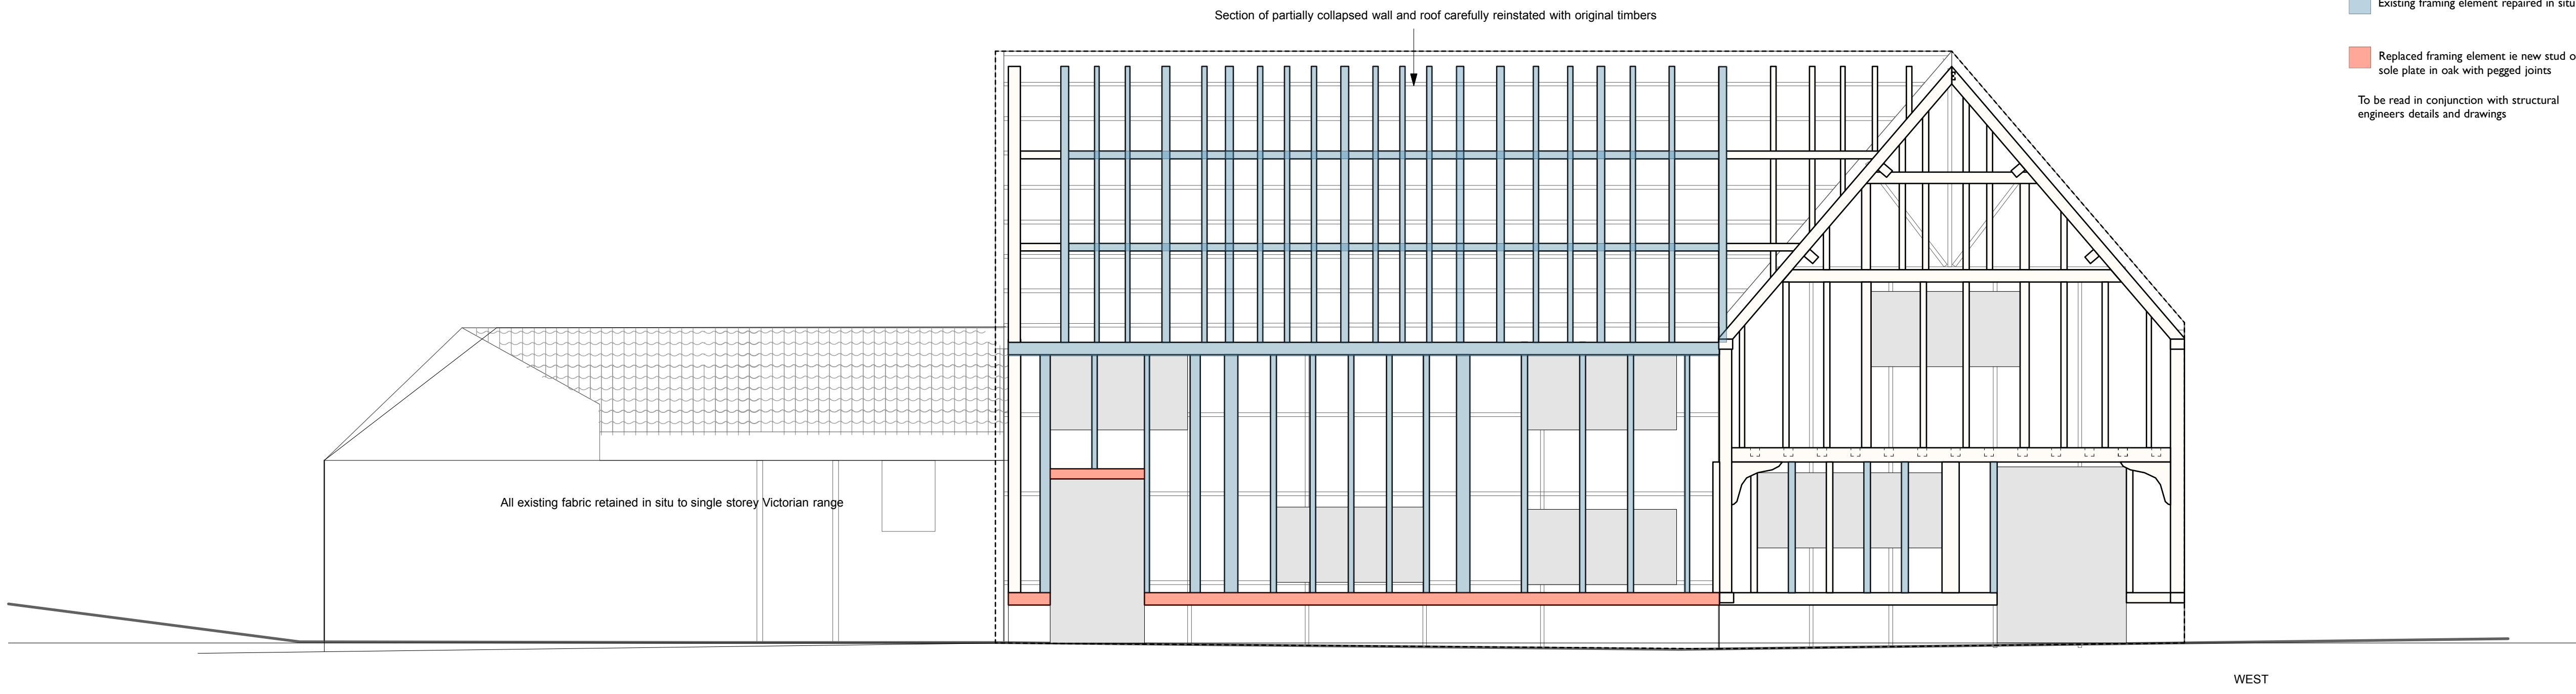 Section of partially collapsed wall and roof carefully reinstated with original timbers
Existing framing element repaired in situ
Replaced framing element ie new stud o
sole plate in oak with pegged joints
To be read in conjunction with structural
engineers details and drawings
All existing fabric retained in situ to single storey Victorian range
WEST